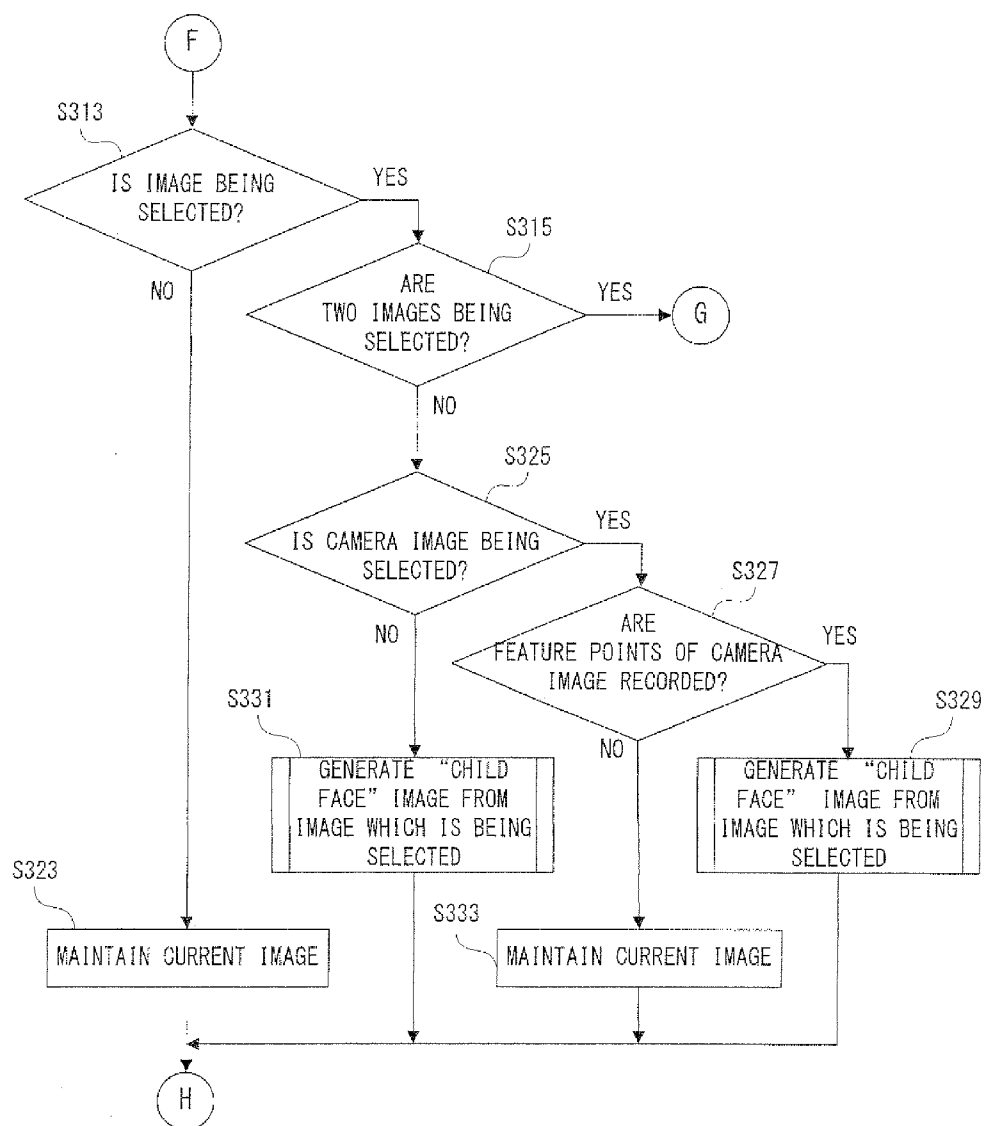 F
S313
IS IMAGE BEING
SELECTED?
YES
NO
S315
ARE
TWO IMAGES BEING
SELECTED?
YES
G
NO
S325
IS CAMERA IMAGE BEING
SELECTED?
YES
NO
S327
ARE
FEATURE POINTS OF CAMERA
IMAGE RECORDED?
YES
NO
S331
GENERATE "CHILD
FACE" IMAGE FROM
IMAGE WHICH IS BEING
SELECTED
S329
GENERATE "CHILD
FACE" IMAGE FROM
IMAGE WHICH IS BEING
SELECTED
S323
MAINTAIN CURRENT IMAGE
S333
MAINTAIN CURRENT IMAGE
H